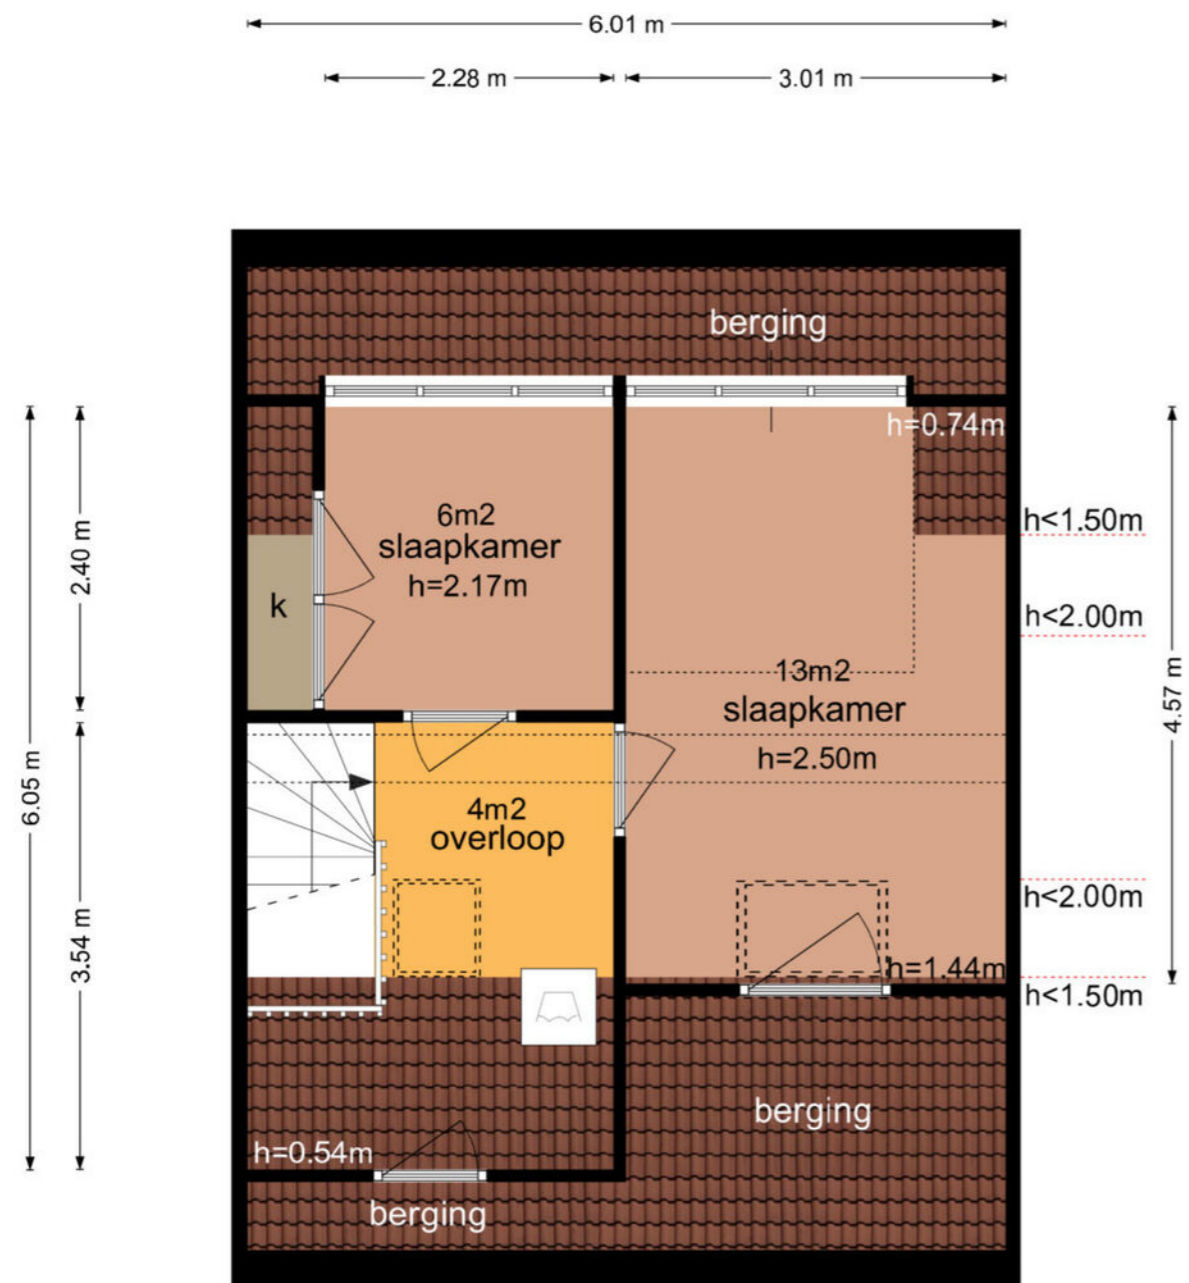 6.01 m
2.28 m
3.01 m
berging
h=0.74m
6m2
slaapkamer
h=2.17m
k
h<1.50m
h<2.00m
2.40 m
4.57 m
13m2
slaapkamer
h=2.50m
6.05 m
4m2
overloop
h<2.00m
3.54 m
h=1.44m
h<1.50m
berging
h=0.54m
berging